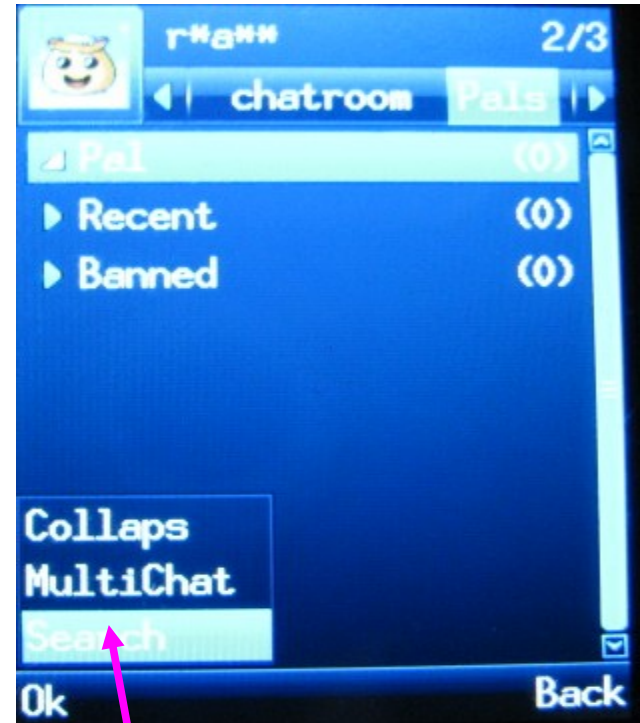 r*a** 2/3
chatroom Pals
Pal (0)
Recent (0)
Banned (0)
Collaps
MultiChat
Search
Ok Back